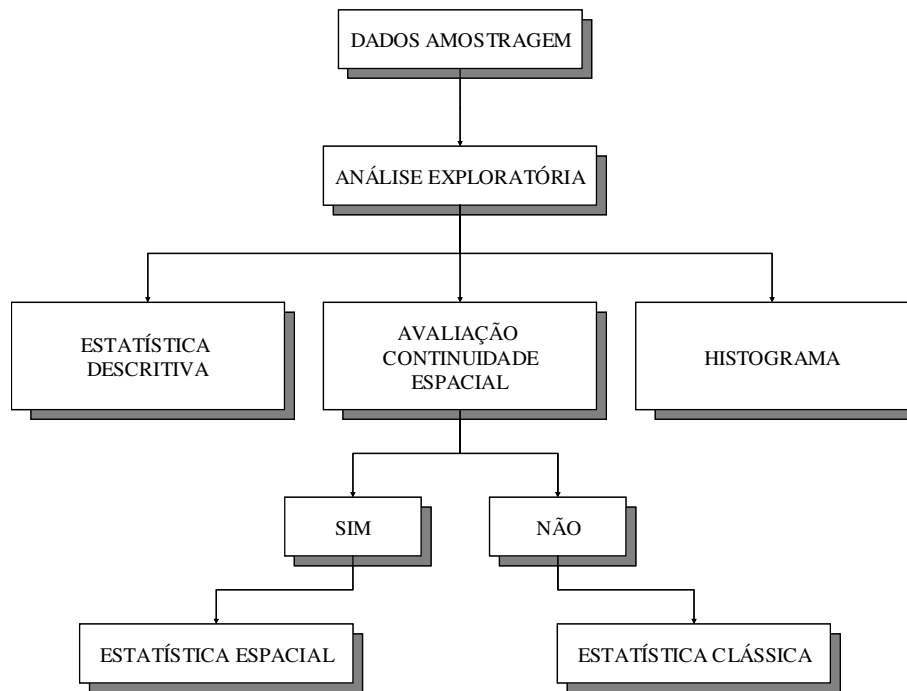 DADOS AMOSTRAGEM
ANÁLISE EXPLORATÓRIA
ESTATÍSTICA
DESCRITIVA
AVALIAÇÃO
CONTINUIDADE
ESPACIAL
HISTOGRAMA
SIM
NÃO
ESTATÍSTICA ESPACIAL
ESTATÍSTICA CLÁSSICA